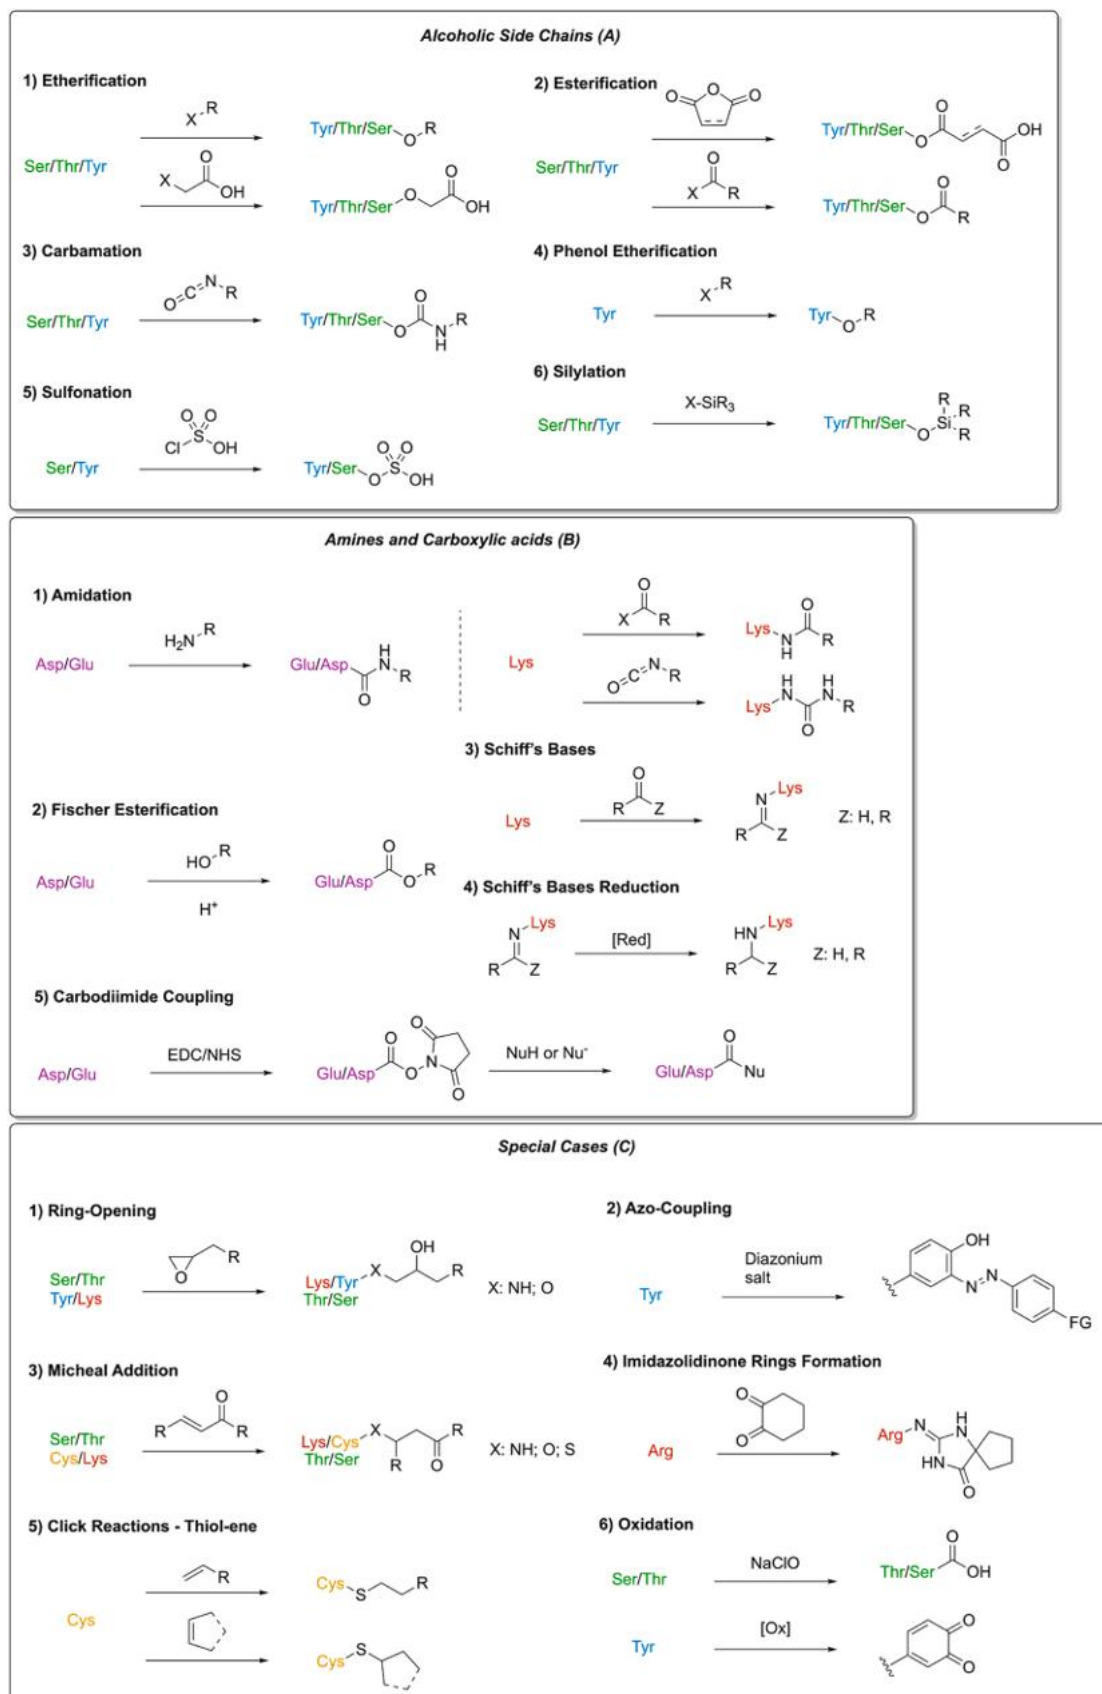 Alcoholic Side Chains (A)
1) Etherification
X R
Ser/Thr/Tyr
Tyr/Thr/Ser O R
X O OH
Tyr/Thr/Ser O O OH
2) Esterification
O O O
Ser/Thr/Tyr
Tyr/Thr/Ser O O O OH
X O R
Tyr/Thr/Ser O O R
3) Carbamation
O C N R
Ser/Thr/Tyr
Tyr/Thr/Ser O O N H R
4) Phenol Etherification
X R
Tyr
Tyr O R
5) Sulfonation
O O Cl S OH
Ser/Tyr
Tyr/Ser O O O S OH
6) Silylation
X-SiR3
Ser/Thr/Tyr
Tyr/Thr/Ser O Si R R R
Amines and Carboxylic acids (B)
1) Amidation
H2N R
Asp/Glu
Glu/Asp O H N R
X O R
Lys
Lys N H O R
O C N R
Lys H N O H N R
2) Fischer Esterification
HO R
Asp/Glu
H+
Glu/Asp O O R
3) Schiff's Bases
R O Z
Lys
N Lys R Z
Z: H, R
4) Schiff's Bases Reduction
N Lys R Z
[Red]
HN Lys R Z
Z: H, R
5) Carbodiimide Coupling
Asp/Glu
EDC/NHS
Glu/Asp O O N O O
NuH or Nu-
Glu/Asp O Nu
Special Cases (C)
1) Ring-Opening
Ser/Thr
Tyr/Lys
O R
Lys/Tyr X OH R
Thr/Ser
X: NH; O
2) Azo-Coupling
Tyr
Diazonium
salt
OH N N FG
3) Micheal Addition
Ser/Thr
Cys/Lys
R O R
Lys/Cys X R O R
Thr/Ser
X: NH; O; S
4) Imidazolidinone Rings Formation
O O
Arg
Arg N H N HN O
5) Click Reactions - Thiol-ene
R
Cys
Cys S R
Cys S
6) Oxidation
Ser/Thr
NaClO
Thr/Ser O OH
Tyr
[Ox]
O O